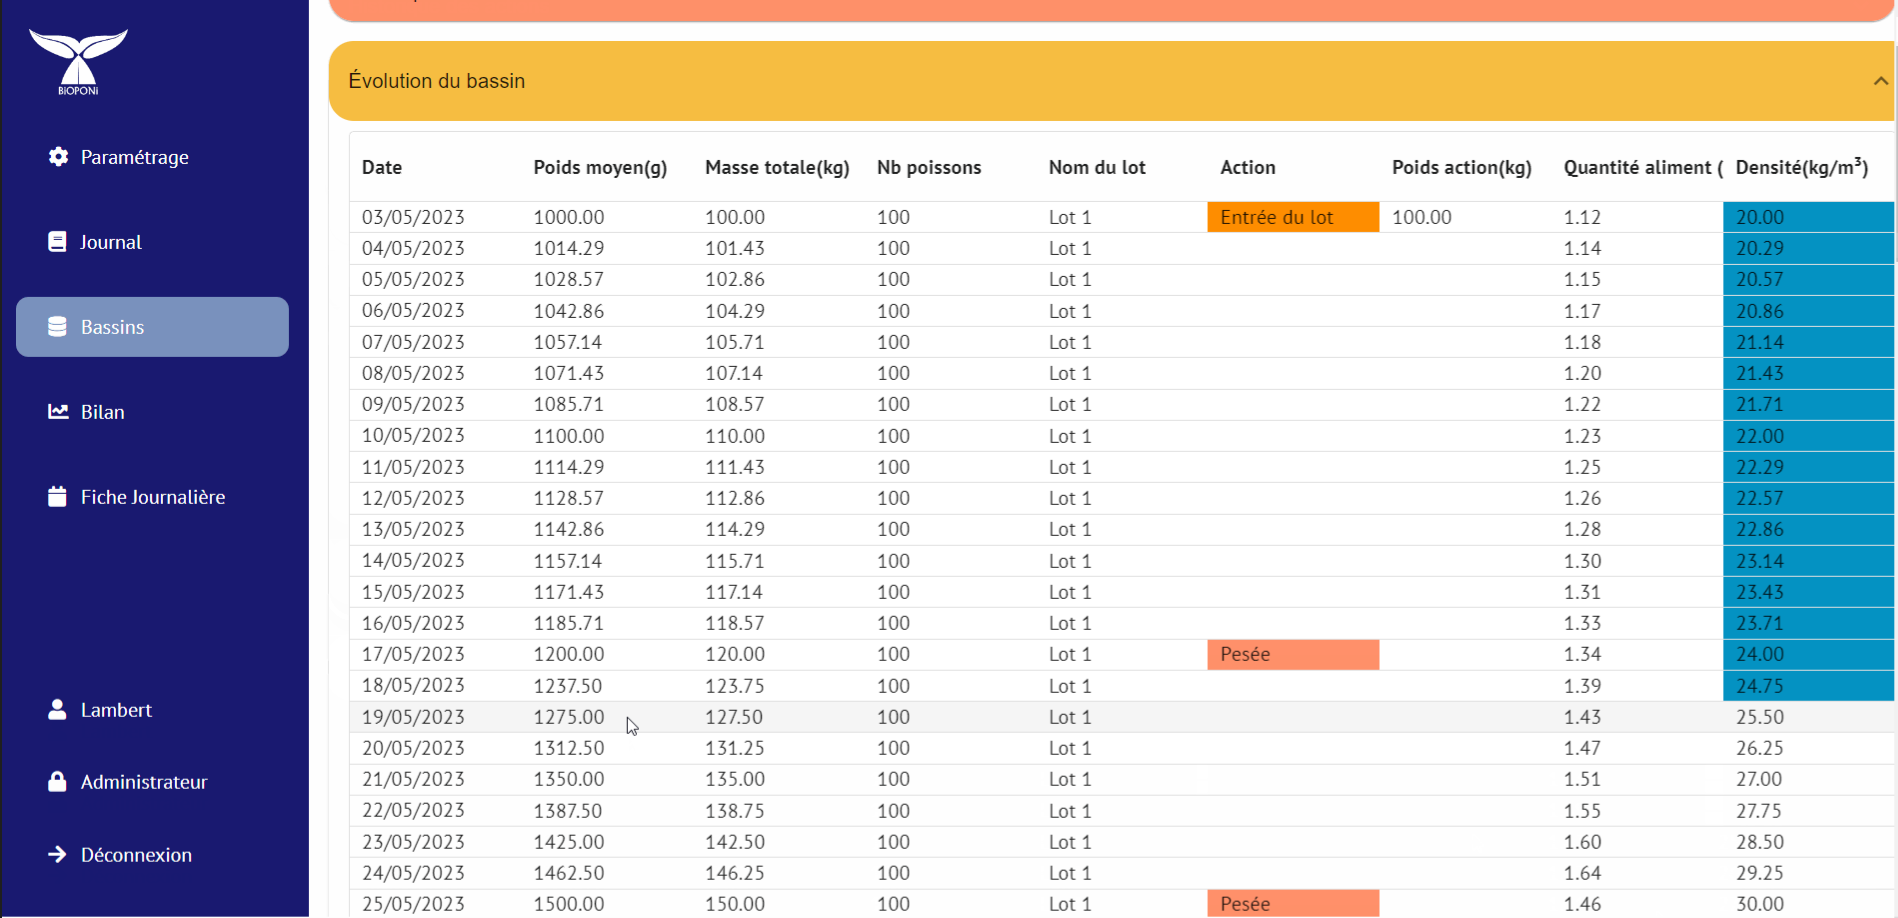 BiOPONi
Paramétrage
Journal
Bassins
Bilan
Fiche Journalière
Lambert
Administrateur
Déconnexion
Évolution du bassin
Date Poids moyen(g) Masse totale(kg) Nb poissons Nom du lot Action Poids action(kg) Quantité aliment ( Densité(kg/m³)
03/05/2023 1000.00 100.00 100 Lot 1 Entrée du lot 100.00 1.12 20.00
04/05/2023 1014.29 101.43 100 Lot 1 1.14 20.29
05/05/2023 1028.57 102.86 100 Lot 1 1.15 20.57
06/05/2023 1042.86 104.29 100 Lot 1 1.17 20.86
07/05/2023 1057.14 105.71 100 Lot 1 1.18 21.14
08/05/2023 1071.43 107.14 100 Lot 1 1.20 21.43
09/05/2023 1085.71 108.57 100 Lot 1 1.22 21.71
10/05/2023 1100.00 110.00 100 Lot 1 1.23 22.00
11/05/2023 1114.29 111.43 100 Lot 1 1.25 22.29
12/05/2023 1128.57 112.86 100 Lot 1 1.26 22.57
13/05/2023 1142.86 114.29 100 Lot 1 1.28 22.86
14/05/2023 1157.14 115.71 100 Lot 1 1.30 23.14
15/05/2023 1171.43 117.14 100 Lot 1 1.31 23.43
16/05/2023 1185.71 118.57 100 Lot 1 1.33 23.71
17/05/2023 1200.00 120.00 100 Lot 1 Pesée 1.34 24.00
18/05/2023 1237.50 123.75 100 Lot 1 1.39 24.75
19/05/2023 1275.00 127.50 100 Lot 1 1.43 25.50
20/05/2023 1312.50 131.25 100 Lot 1 1.47 26.25
21/05/2023 1350.00 135.00 100 Lot 1 1.51 27.00
22/05/2023 1387.50 138.75 100 Lot 1 1.55 27.75
23/05/2023 1425.00 142.50 100 Lot 1 1.60 28.50
24/05/2023 1462.50 146.25 100 Lot 1 1.64 29.25
25/05/2023 1500.00 150.00 100 Lot 1 Pesée 1.46 30.00